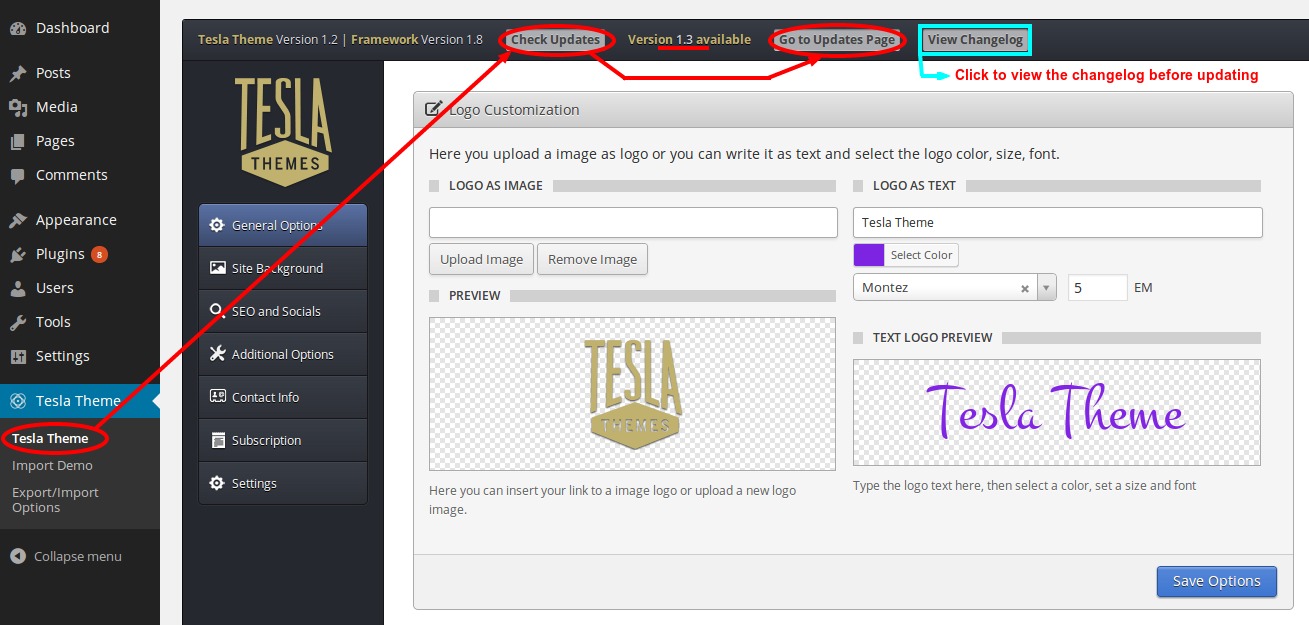 Dashboard
Posts
Media
Pages
Comments
Appearance
Plugins 8
Users
Tools
Settings
Tesla Theme
Tesla Theme
Import Demo
Export/Import
Options
Collapse menu
Tesla Theme Version 1.2 | Framework Version 1.8 Check Updates Version 1.3 available Go to Updates Page View Changelog
Click to view the changelog before updating
TESLA
THEMES
General Options
Site Background
SEO and Socials
Additional Options
Contact Info
Subscription
Settings
Logo Customization
Here you upload a image as logo or you can write it as text and select the logo color, size, font.
LOGO AS IMAGE
Upload Image Remove Image
PREVIEW
TESLA
THEMES
Here you can insert your link to a image logo or upload a new logo
image.
LOGO AS TEXT
Tesla Theme
Select Color
Montez × 5 EM
TEXT LOGO PREVIEW
Tesla Theme
Type the logo text here, then select a color, set a size and font
Save Options